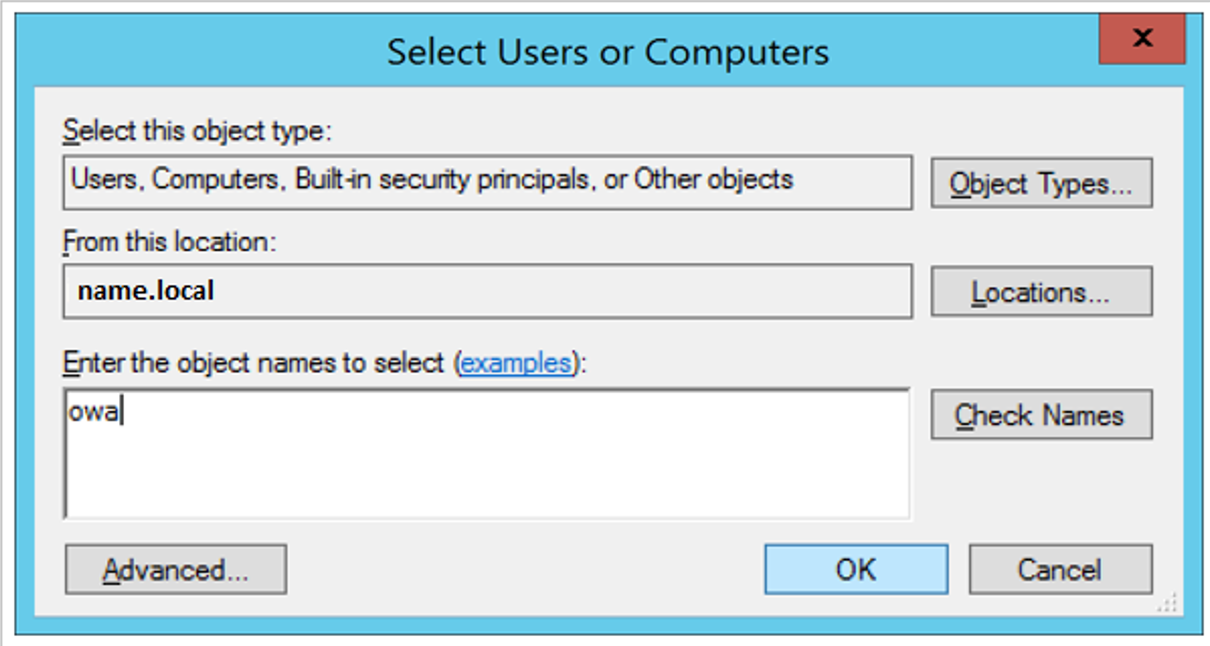 Select Users or Computers
x
Select this object type:
Users, Computers, Built-in security principals, or Other objects
Object Types...
From this location:
name.local
Locations...
Enter the object names to select (examples):
owa
Check Names
Advanced...
OK
Cancel